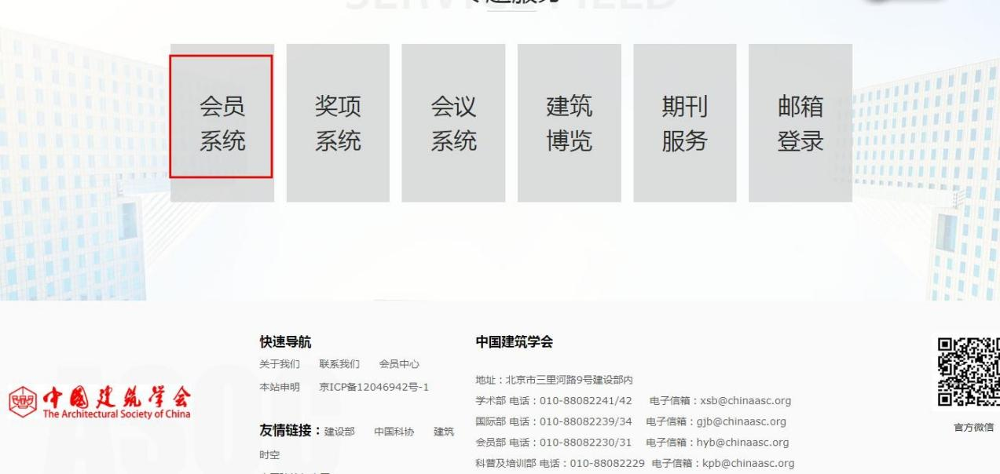 SERVICE FIELD
专题服务
会员
系统
奖项
系统
会议
系统
建筑
博览
期刊
服务
邮箱
登录
中国建筑学会
The Architectural Society of China
快速导航
关于我们 联系我们 会员中心
本站申明 京ICP备12046942号-1
友情链接：建设部 中国科协 建筑
时空
中国建筑学会
地址：北京市三里河路9号建设部内
学术部 电话：010-88082241/42 电子信箱：xsb@chinaasc.org
国际部 电话：010-88082239/34 电子信箱：gjb@chinaasc.org
会员部 电话：010-88082230/31 电子信箱：hyb@chinaasc.org
科普及培训部 电话：010-88082229 电子信箱：kpb@chinaasc.org
官方微信